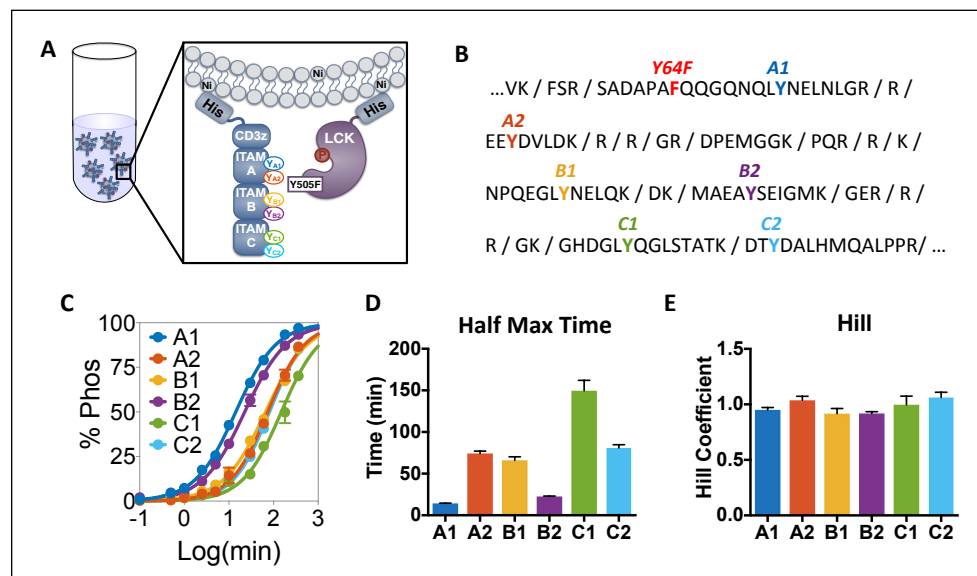 A
Ni
Ni
Ni
His
His
CD3z
LCK
P
ITAM
A
YA1
YA2
Y505F
ITAM
B
YB1
YB2
ITAM
C
YC1
YC2
B
Y64F A1
...VK / FSR / SADAPAFQQGQNQLYNELNLGR / R /
A2
EEYDVLDK / R / R / GR / DPEMGGK / PQR / R / K /
B1 B2
NPQEGLYNELQK / DK / MAEAYSEIGMK / GER / R /
C1 C2
R / GK / GHDGLYQGLSTATK / DTYDALHMQALPPR/ ...
C
% Phos
100
75
50
25
0
A1
A2
B1
B2
C1
C2
-1 0 1 2 3
Log(min)
D
Half Max Time
Time (min)
200
150
100
50
0
A1 A2 B1 B2 C1 C2
E
Hill
Hill Coefficient
1.5
1.0
0.5
0.0
A1 A2 B1 B2 C1 C2